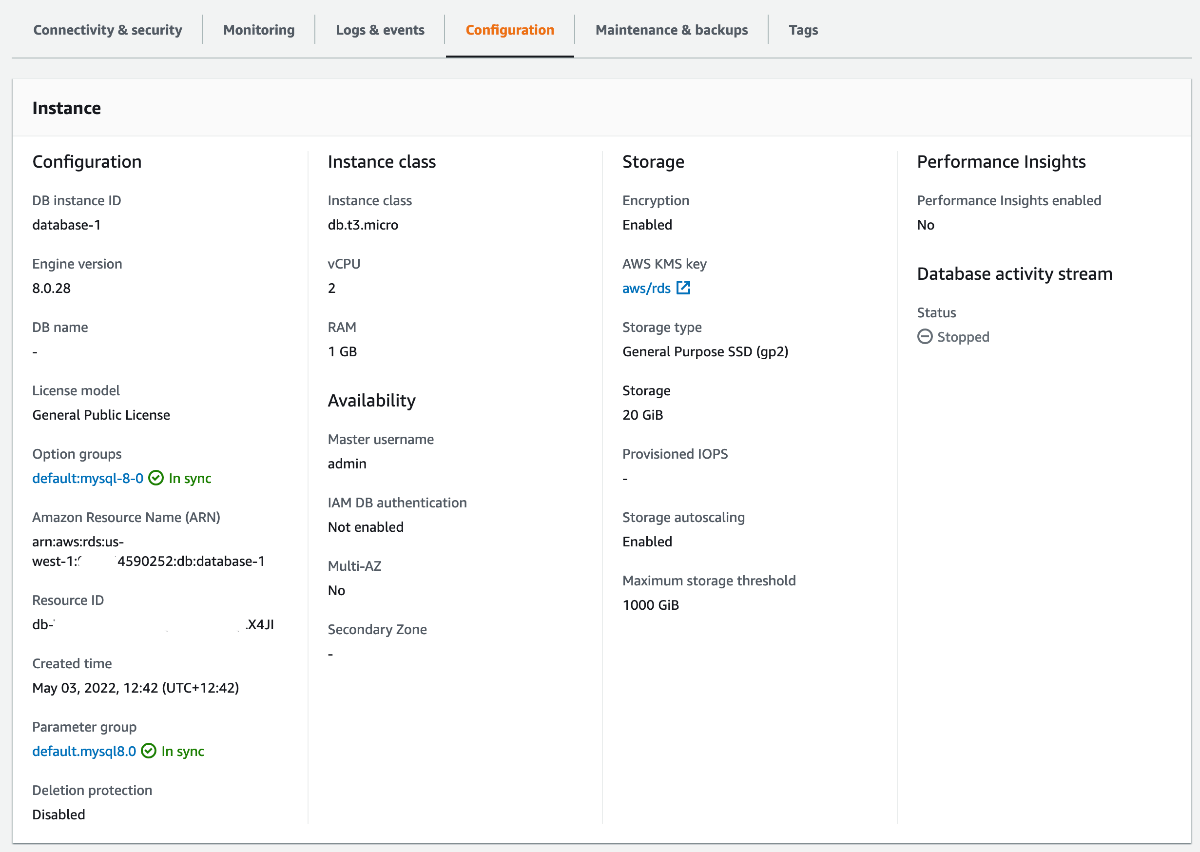 Connectivity & security
Monitoring
Logs & events
Configuration
Maintenance & backups
Tags
Instance
Configuration
DB instance ID
database-1
Engine version
8.0.28
DB name
-
License model
General Public License
Option groups
default:mysql-8-0 In sync
Amazon Resource Name (ARN)
arn:aws:rds:us-
west-1: 4590252:db:database-1
Resource ID
db- .X4JI
Created time
May 03, 2022, 12:42 (UTC+12:42)
Parameter group
default.mysql8.0 In sync
Deletion protection
Disabled
Instance class
Instance class
db.t3.micro
vCPU
2
RAM
1 GB
Availability
Master username
admin
IAM DB authentication
Not enabled
Multi-AZ
No
Secondary Zone
-
Storage
Encryption
Enabled
AWS KMS key
aws/rds
Storage type
General Purpose SSD (gp2)
Storage
20 GiB
Provisioned IOPS
-
Storage autoscaling
Enabled
Maximum storage threshold
1000 GiB
Performance Insights
Performance Insights enabled
No
Database activity stream
Status
Stopped